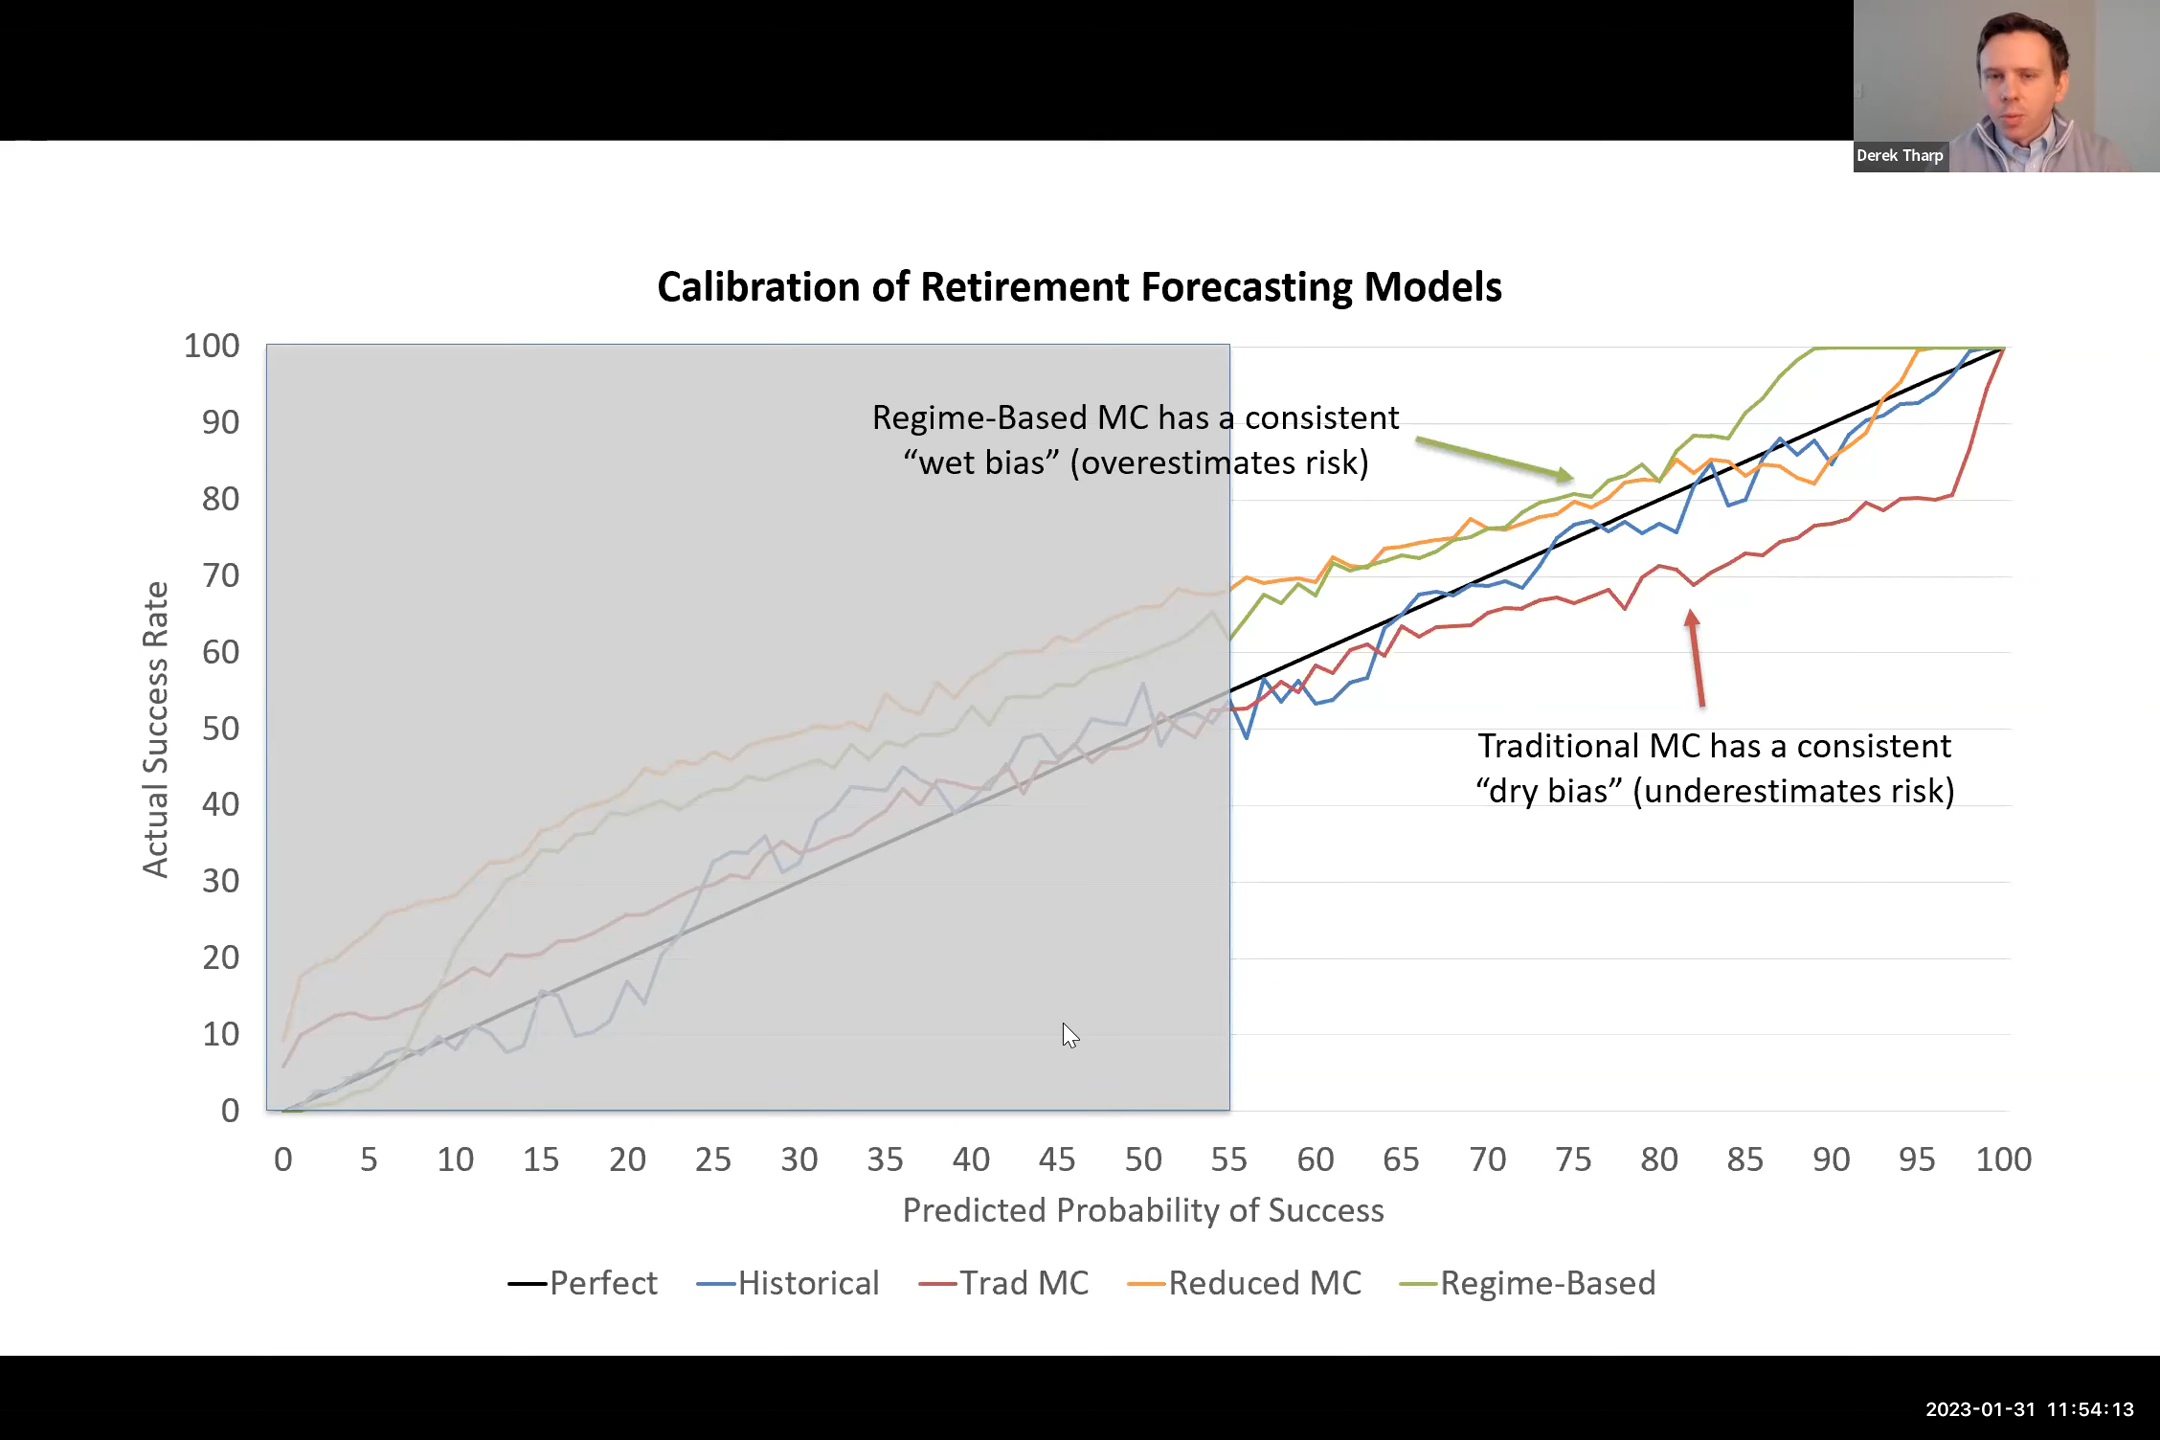 Derek Tharp
Calibration of Retirement Forecasting Models
100
90
80
70
60
50
40
30
20
10
0
Actual Success Rate
Regime-Based MC has a consistent
“wet bias” (overestimates risk)
Traditional MC has a consistent
“dry bias” (underestimates risk)
0 5 10 15 20 25 30 35 40 45 50 55 60 65 70 75 80 85 90 95 100
Predicted Probability of Success
Perfect Historical Trad MC Reduced MC Regime-Based
2023-01-31 11:54:13